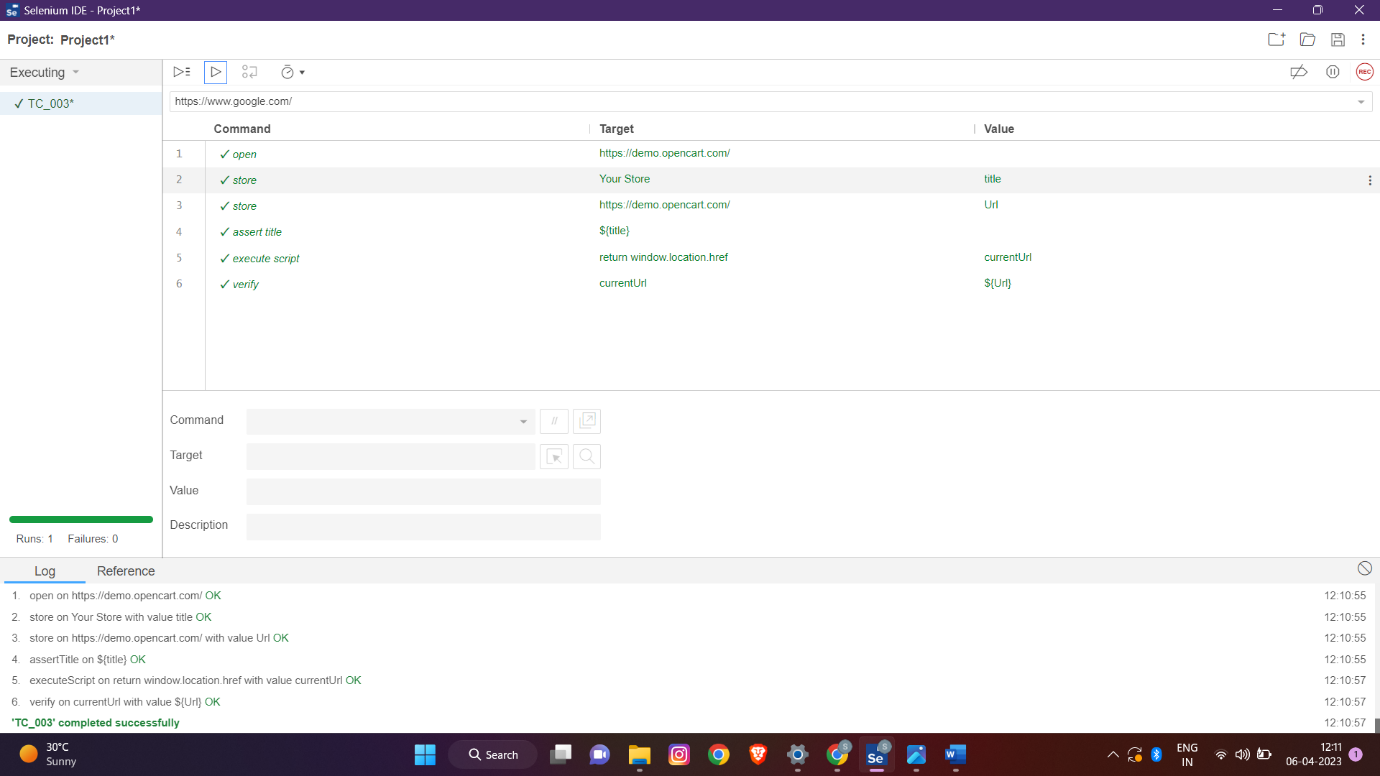 Selenium IDE - Project1*
Project: Project1*
Executing
REC
✓ TC_003*
https://www.google.com/
Command Target Value
1 ✓ open https://demo.opencart.com/
2 ✓ store Your Store title
3 ✓ store https://demo.opencart.com/ Url
4 ✓ assert title ${title}
5 ✓ execute script return window.location.href currentUrl
6 ✓ verify currentUrl ${Url}
Command //
Target
Value
Description
Runs: 1 Failures: 0
Log Reference
1. open on https://demo.opencart.com/ OK 12:10:55
2. store on Your Store with value title OK 12:10:55
3. store on https://demo.opencart.com/ with value Url OK 12:10:55
4. assertTitle on ${title} OK 12:10:55
5. executeScript on return window.location.href with value currentUrl OK 12:10:57
6. verify on currentUrl with value ${Url} OK 12:10:57
'TC_003' completed successfully 12:10:57
30°C
Sunny
Search
S
S
Se
W
ENG
IN
12:11
06-04-2023
1